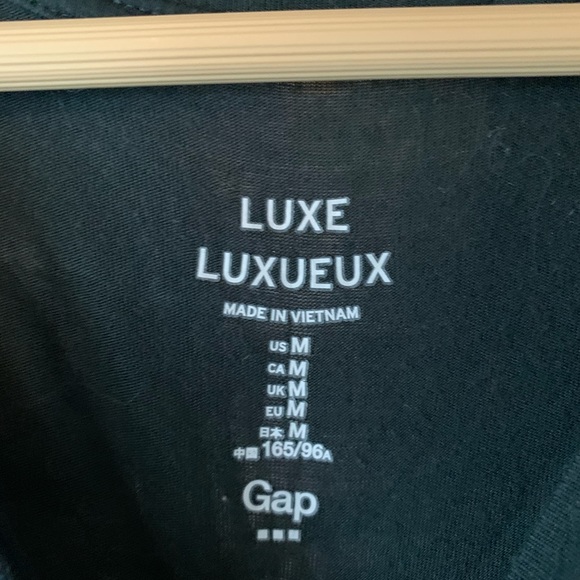 LUXE
LUXUEUX
MADE IN VIETNAM
US M
CA M
UK M
EU M
日本 M
中国 165/96A
Gap